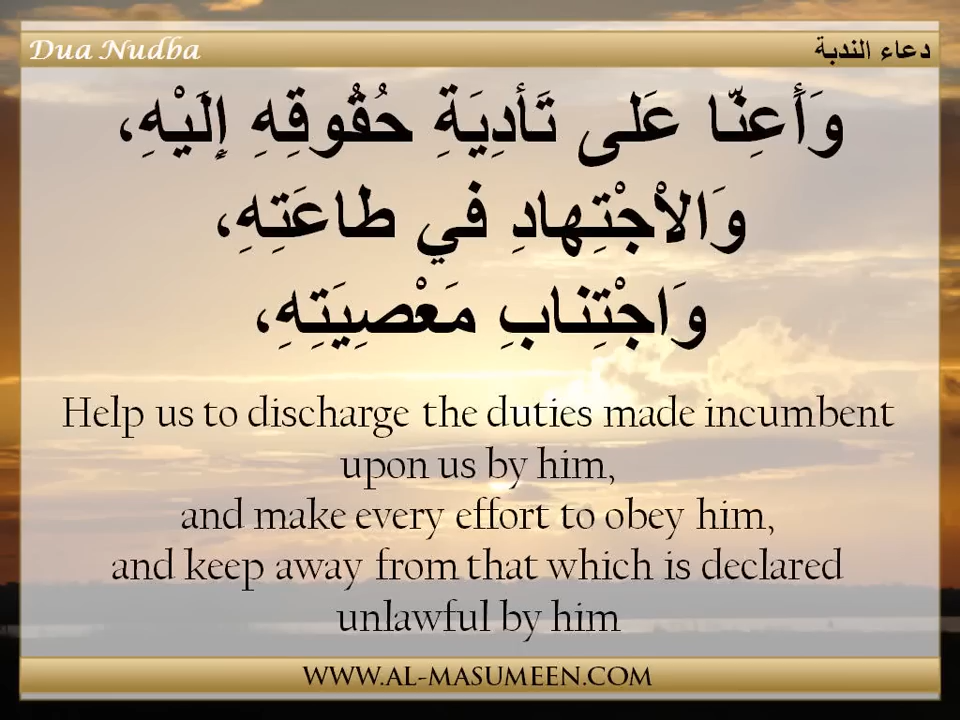 Dua Nudba
دعاء الندبة
وَأَعِنّا عَلى تَأدِيَةِ حُقُوقِهِ إِلَيْهِ،
وَالاْجْتِهادِ في طاعَتِهِ،
وَاجْتِنابِ مَعْصِيَتِهِ،
Help us to discharge the duties made incumbent
upon us by him,
and make every effort to obey him,
and keep away from that which is declared
unlawful by him
WWW.AL-MASUMEEN.COM